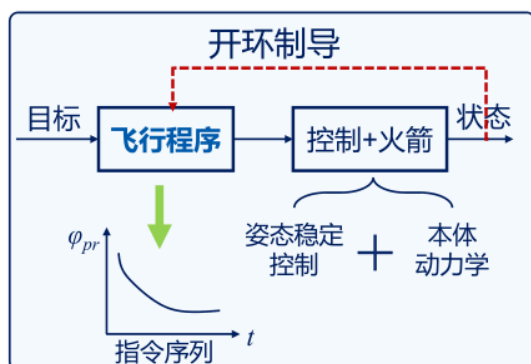 开环制导
目标
飞行程序
控制+火箭
状态
姿态稳定
控制
+
本体
动力学
φpr
t
指令序列